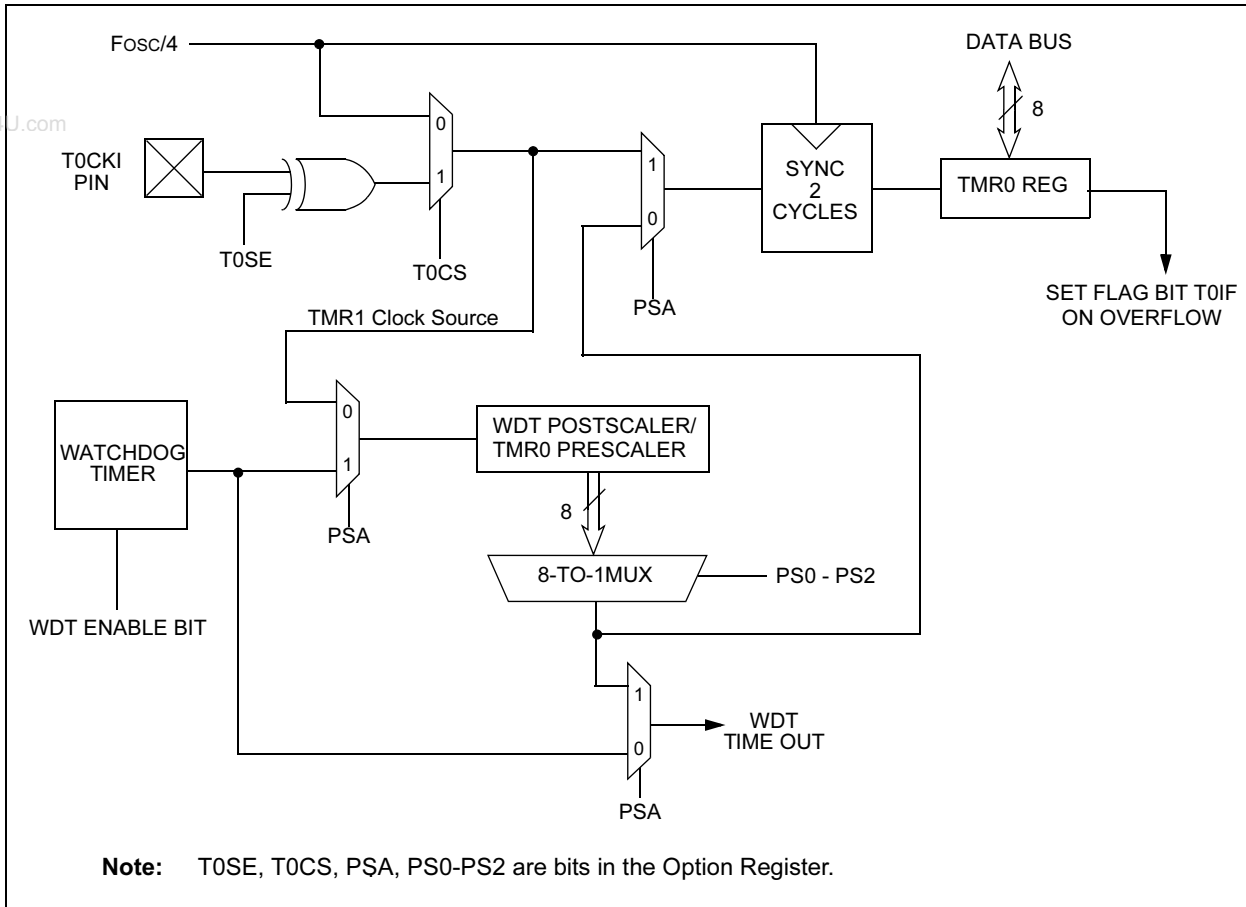 FOSC/4
DATA BUS
4U.com
8
0
T0CKI
PIN
1
1
SYNC
2
CYCLES
TMR0 REG
0
T0SE
T0CS
PSA
SET FLAG BIT T0IF
ON OVERFLOW
TMR1 Clock Source
0
WATCHDOG
TIMER
1
WDT POSTSCALER/
TMR0 PRESCALER
8
PSA
8-TO-1MUX
PS0 - PS2
WDT ENABLE BIT
1
WDT
TIME OUT
0
PSA
Note: T0SE, T0CS, PSA, PS0-PS2 are bits in the Option Register.